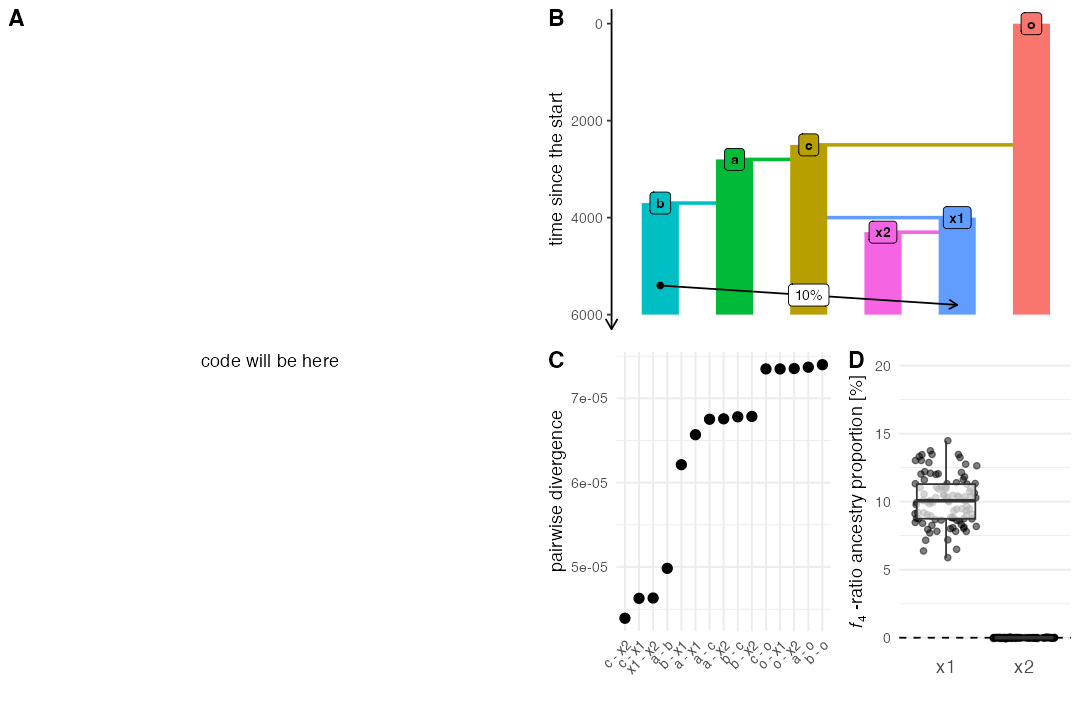 A
code will be here
B
time since the start
0
2000
4000
6000
o
c
a
b
x1
x2
10%
C
pairwise divergence
7e-05
6e-05
5e-05
c - x2
c - x1
x1 - x2
a - b
b - x1
a - x1
a - c
a - x2
b - c
b - x2
c - o
o - x1
o - x2
a - o
b - o
D
f4 -ratio ancestry proportion [%]
20
15
10
5
0
x1
x2